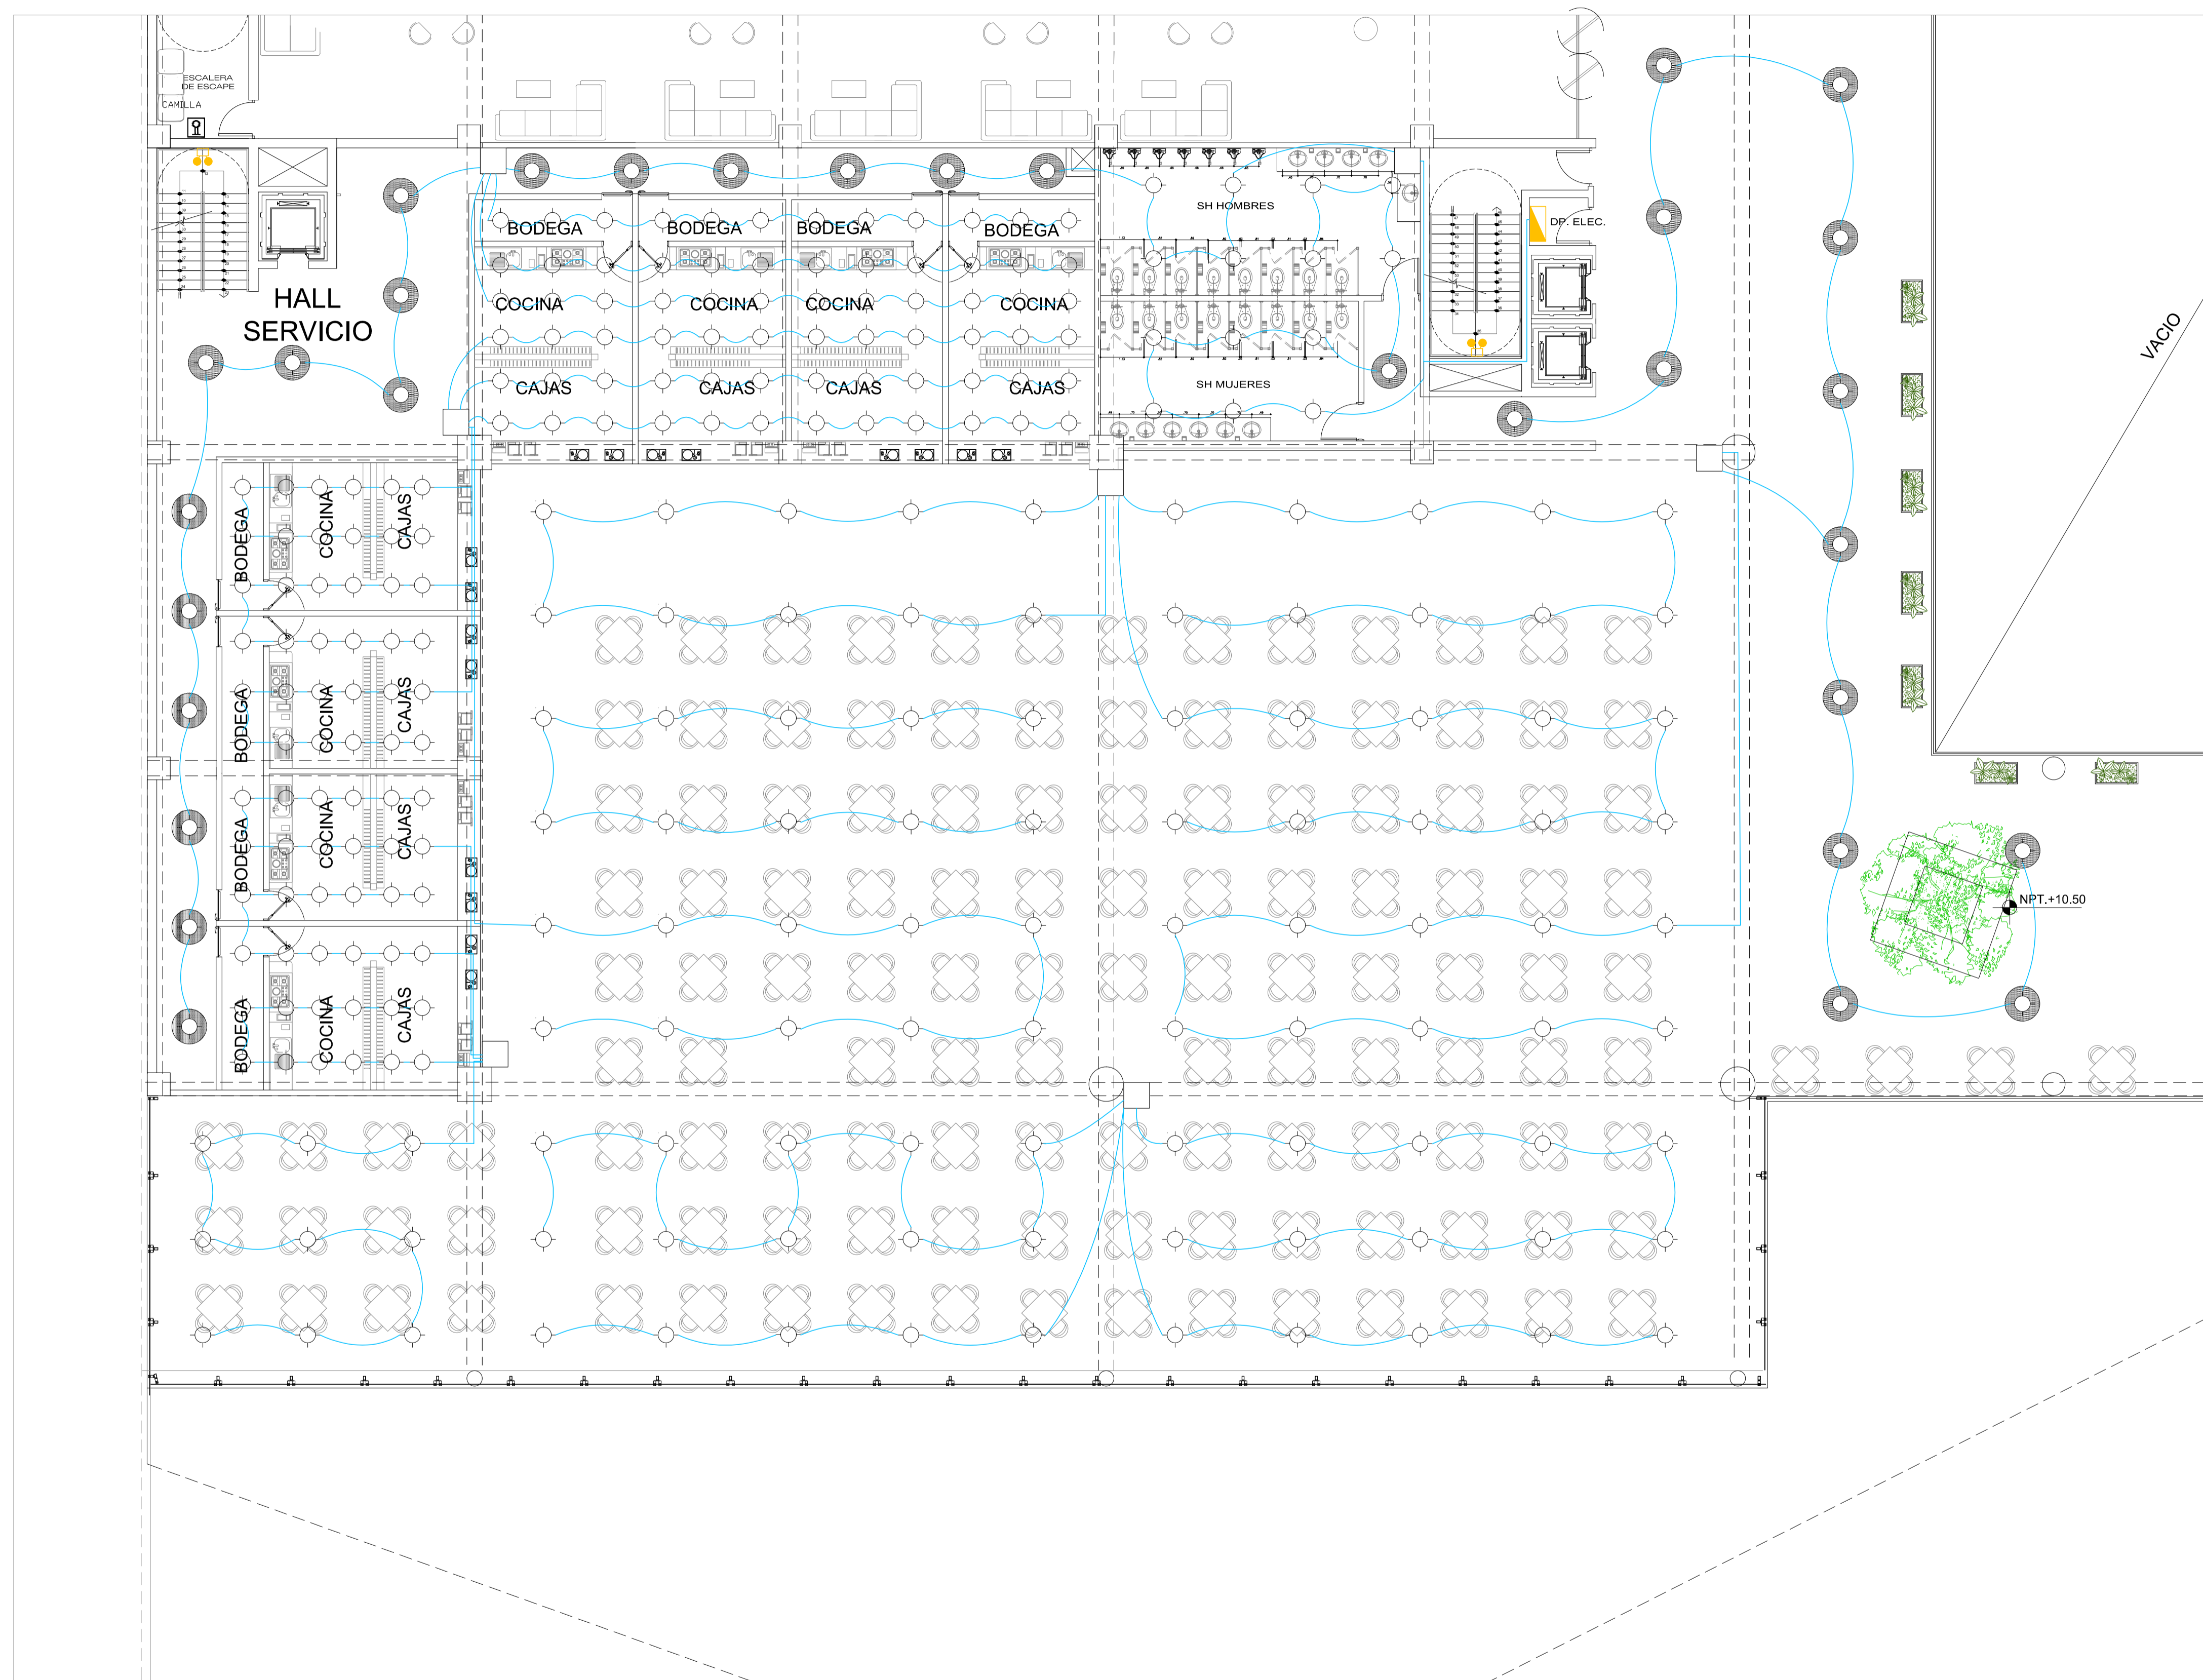 ESCALERA
DE ESCAPE
CAMILLA
HALL
SERVICIO
BODEGA
BODEGA
BODEGA
BODEGA
COCINA
COCINA
COCINA
COCINA
CAJAS
CAJAS
CAJAS
CAJAS
SH HOMBRES
SH MUJERES
DP. ELEC.
VACIO
BODEGA
COCINA
CAJAS
BODEGA
COCINA
CAJAS
BODEGA
COCINA
CAJAS
BODEGA
COCINA
CAJAS
NPT.+10.50